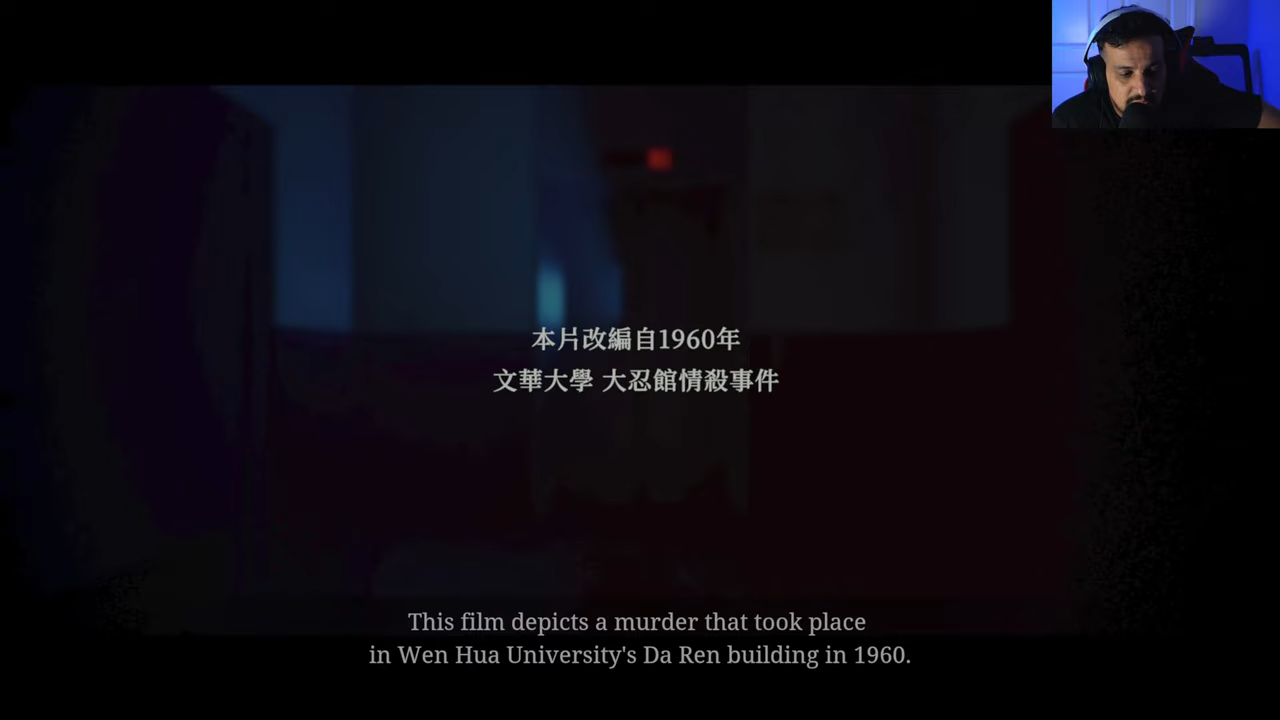 本片改編自1960年
文華大學 大忍館情殺事件
This film depicts a murder that took place
in Wen Hua University's Da Ren building in 1960.